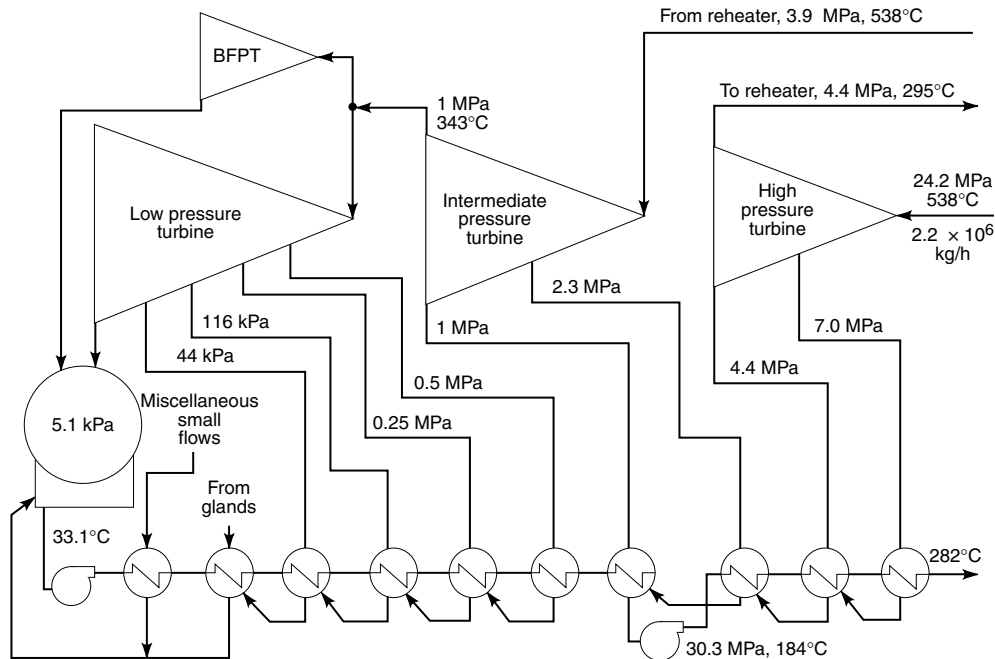 From reheater, 3.9 MPa, 538°C
BFPT
To reheater, 4.4 MPa, 295°C
1 MPa
343°C
Low pressure
turbine
Intermediate
pressure
turbine
High
pressure
turbine
24.2 MPa
538°C
2.2 × 10⁶
kg/h
2.3 MPa
116 kPa
1 MPa
7.0 MPa
44 kPa
4.4 MPa
0.5 MPa
Miscellaneous
small
flows
5.1 kPa
0.25 MPa
From
glands
33.1°C
282°C
30.3 MPa, 184°C